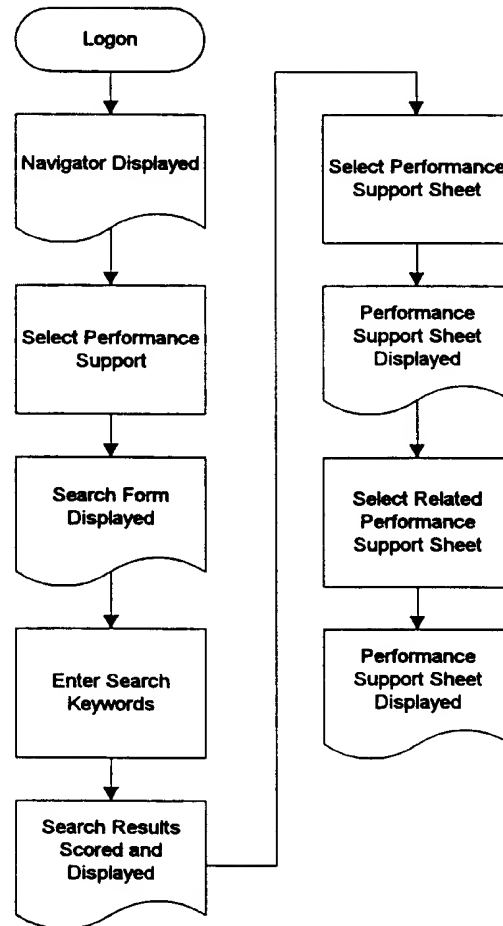 Logon
Navigator Displayed
Select Performance
Support
Search Form
Displayed
Enter Search
Keywords
Search Results
Scored and
Displayed
Select Performance
Support Sheet
Performance
Support Sheet
Displayed
Select Related
Performance
Support Sheet
Performance
Support Sheet
Displayed